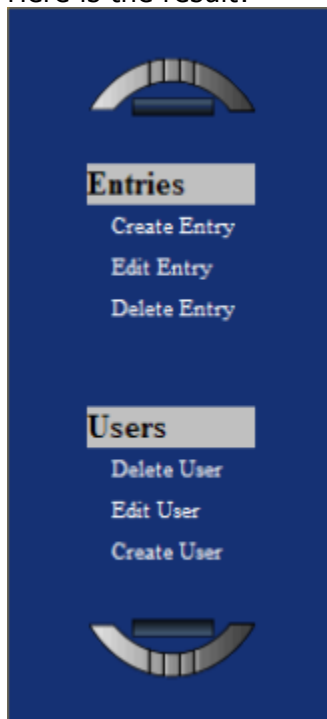 Here is the result:
Entries
Create Entry
Edit Entry
Delete Entry
Users
Delete User
Edit User
Create User